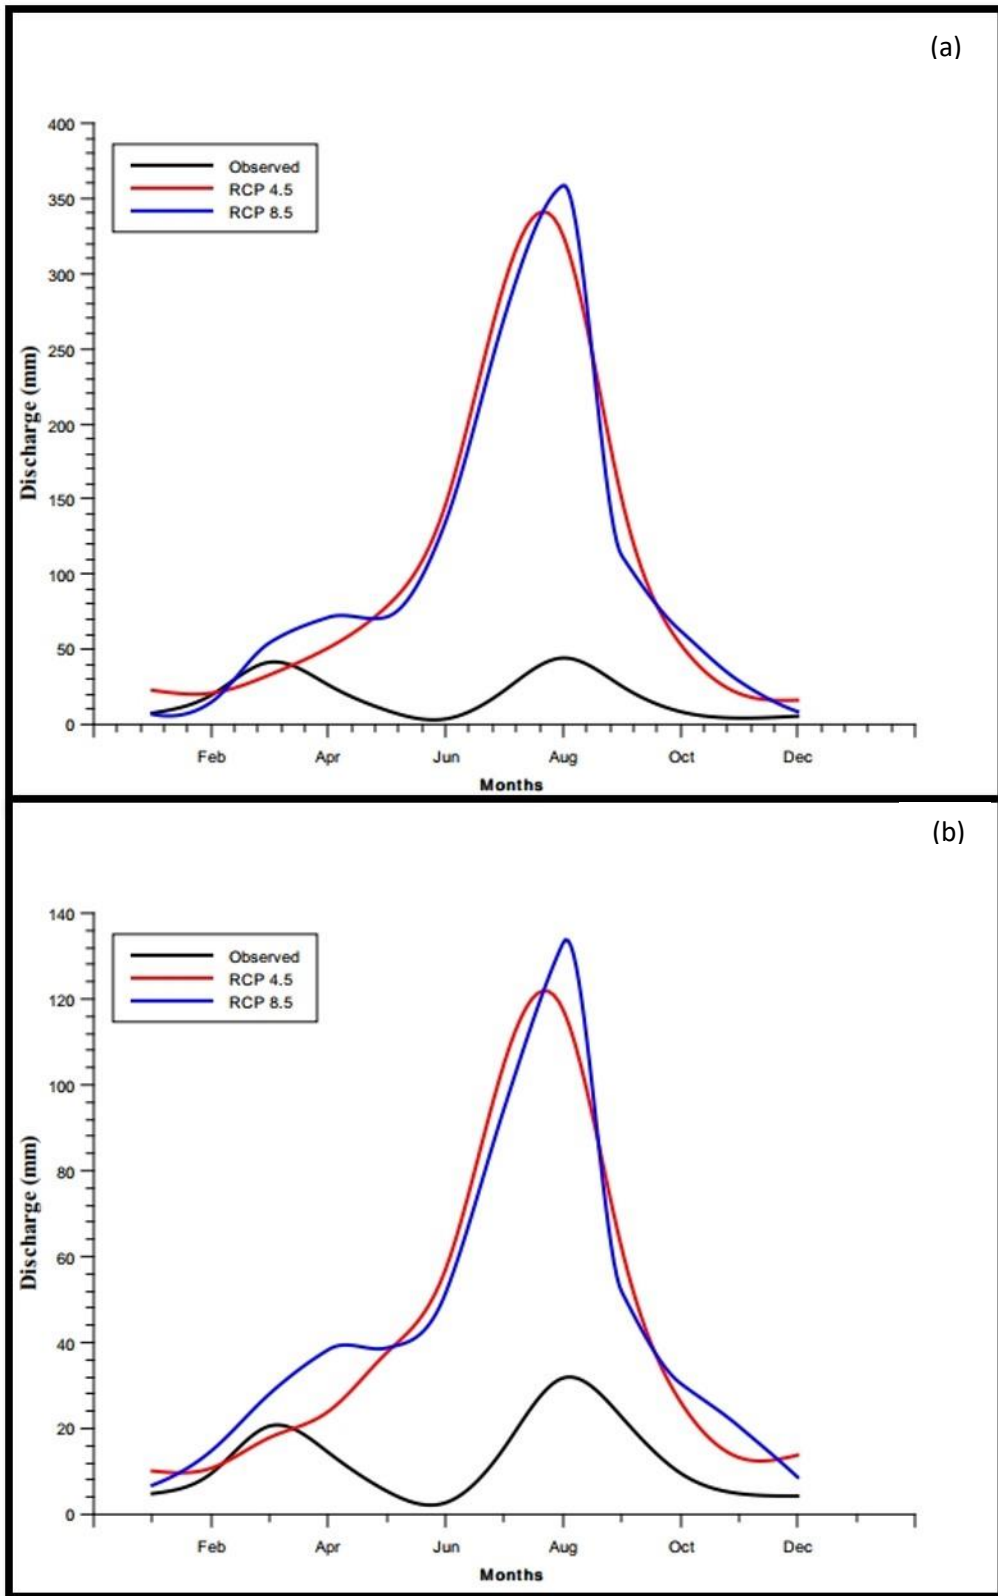 (a)
400
350
300
250
200
150
100
50
0
Discharge (mm)
Observed
RCP 4.5
RCP 8.5
Feb Apr Jun Aug Oct Dec
Months
(b)
140
120
100
80
60
40
20
0
Discharge (mm)
Observed
RCP 4.5
RCP 8.5
Feb Apr Jun Aug Oct Dec
Months